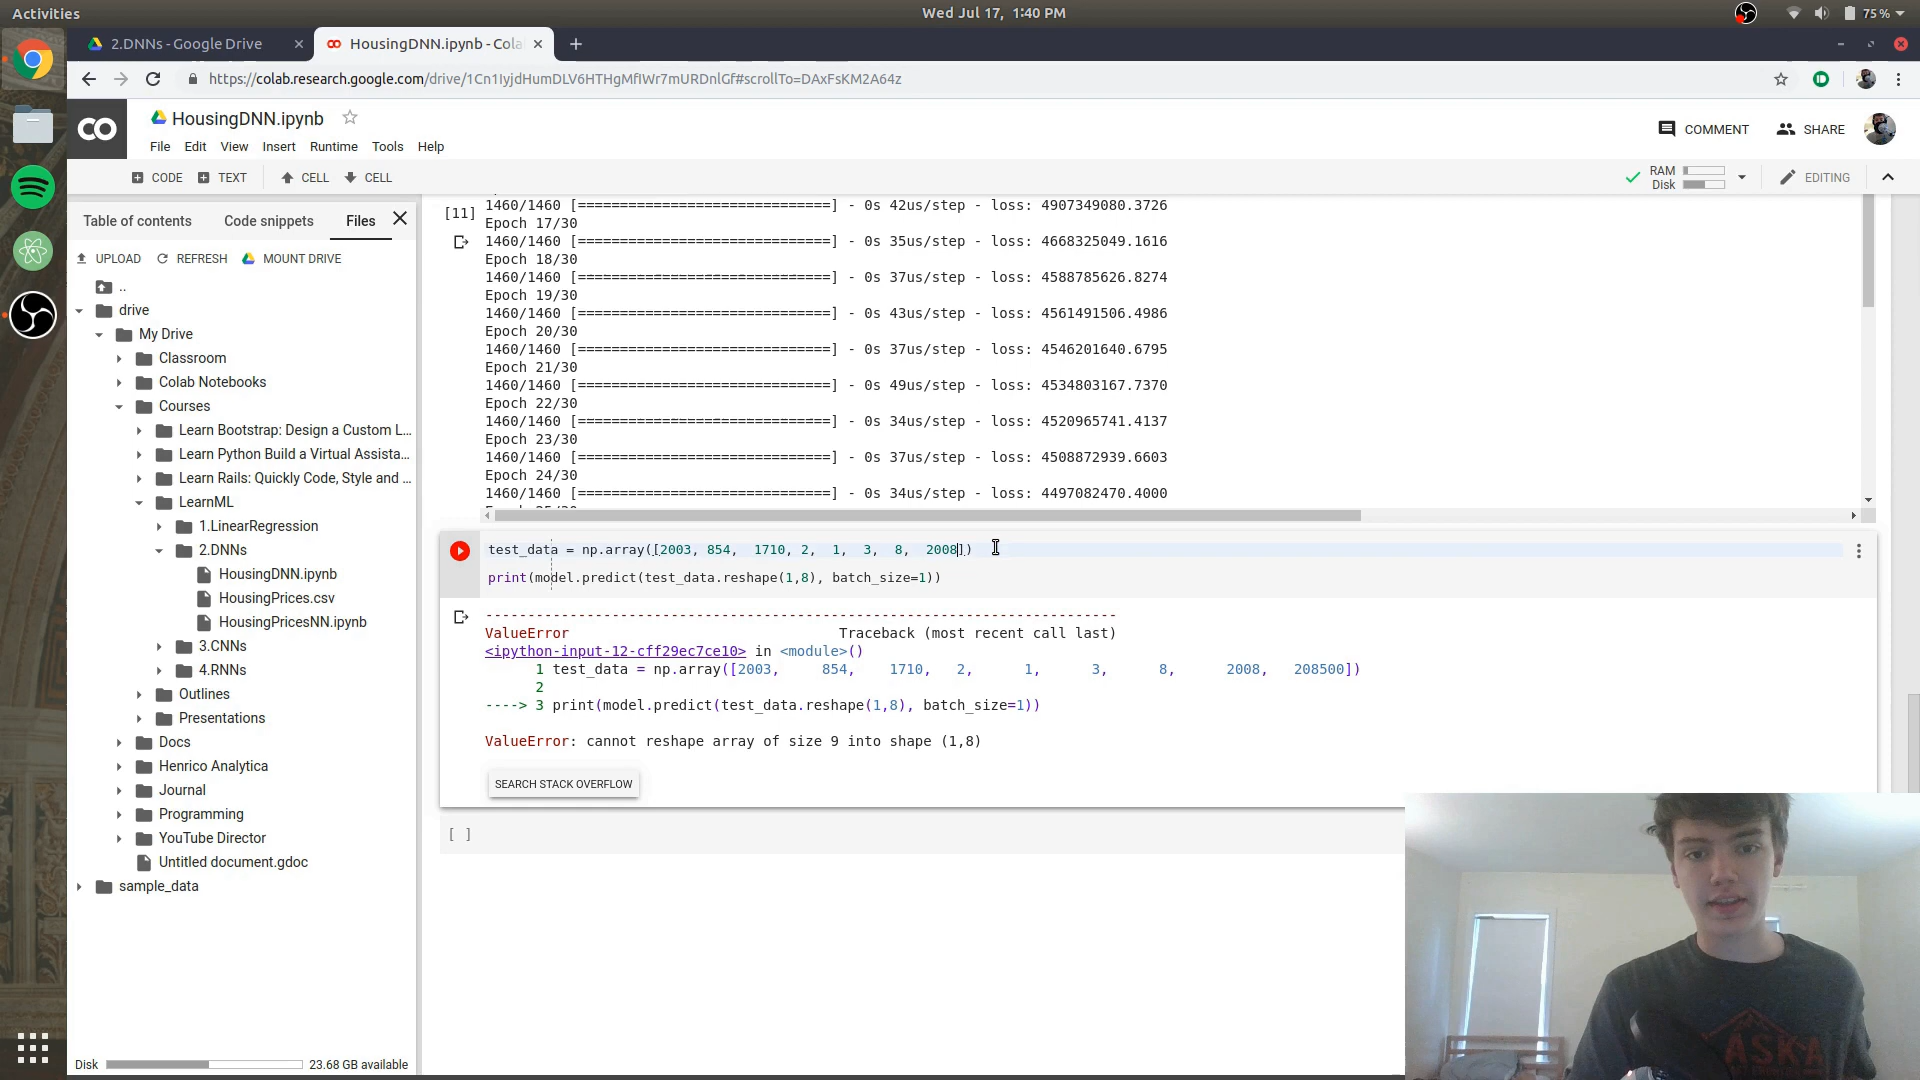 Activities
Wed Jul 17, 1:40 PM
75%
2.DNNs - Google Drive
HousingDNN.ipynb - Cola
https://colab.research.google.com/drive/1Cn1IyjdHumDLV6HTHgMfIWr7mURDnlGf#scrollTo=DAxFsKM2A64z
CO
HousingDNN.ipynb
COMMENT
SHARE
File Edit View Insert Runtime Tools Help
CODE TEXT CELL CELL
RAM
Disk
EDITING
Table of contents Code snippets Files
UPLOAD REFRESH MOUNT DRIVE
..
drive
My Drive
Classroom
Colab Notebooks
Courses
Learn Bootstrap: Design a Custom L...
Learn Python Build a Virtual Assista...
Learn Rails: Quickly Code, Style and ...
LearnML
1.LinearRegression
2.DNNs
HousingDNN.ipynb
HousingPrices.csv
HousingPricesNN.ipynb
3.CNNs
4.RNNs
Outlines
Presentations
Docs
Henrico Analytica
Journal
Programming
YouTube Director
Untitled document.gdoc
sample_data
Disk 23.68 GB available
[11]
1460/1460 [==============================] - 0s 42us/step - loss: 4907349080.3726
Epoch 17/30
1460/1460 [==============================] - 0s 35us/step - loss: 4668325049.1616
Epoch 18/30
1460/1460 [==============================] - 0s 37us/step - loss: 4588785626.8274
Epoch 19/30
1460/1460 [==============================] - 0s 43us/step - loss: 4561491506.4986
Epoch 20/30
1460/1460 [==============================] - 0s 37us/step - loss: 4546201640.6795
Epoch 21/30
1460/1460 [==============================] - 0s 49us/step - loss: 4534803167.7370
Epoch 22/30
1460/1460 [==============================] - 0s 34us/step - loss: 4520965741.4137
Epoch 23/30
1460/1460 [==============================] - 0s 37us/step - loss: 4508872939.6603
Epoch 24/30
1460/1460 [==============================] - 0s 34us/step - loss: 4497082470.4000
test_data = np.array([2003, 854, 1710, 2, 1, 3, 8, 2008])
print(model.predict(test_data.reshape(1,8), batch_size=1))
---------------------------------------------------------------------------
ValueError Traceback (most recent call last)
<ipython-input-12-cff29ec7ce10> in <module>()
1 test_data = np.array([2003, 854, 1710, 2, 1, 3, 8, 2008, 208500])
2
----> 3 print(model.predict(test_data.reshape(1,8), batch_size=1))
ValueError: cannot reshape array of size 9 into shape (1,8)
SEARCH STACK OVERFLOW
[ ]